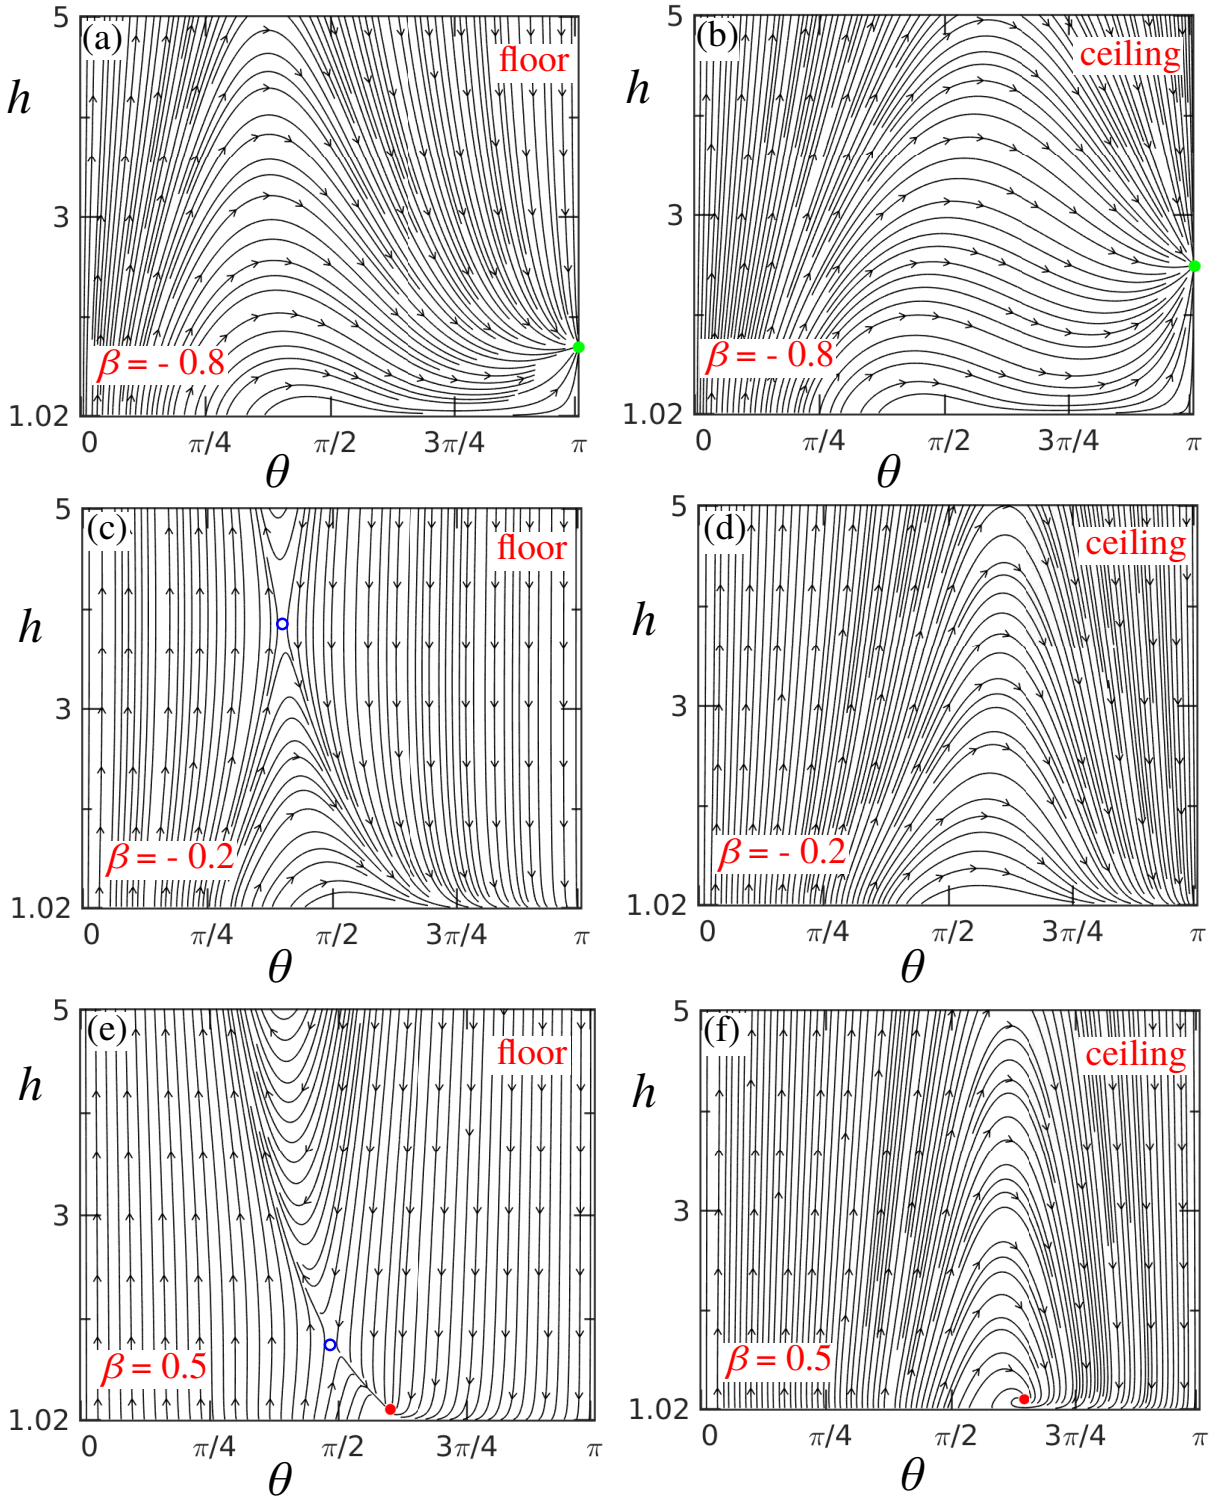 (a)
floor
5
h
3
1.02
β = - 0.8
0 π/4 π/2 3π/4 π
θ
(b)
ceiling
5
h
3
1.02
β = - 0.8
0 π/4 π/2 3π/4 π
θ
(c)
floor
5
h
3
1.02
β = - 0.2
0 π/4 π/2 3π/4 π
θ
(d)
ceiling
5
h
3
1.02
β = - 0.2
0 π/4 π/2 3π/4 π
θ
(e)
floor
5
h
3
1.02
β = 0.5
0 π/4 π/2 3π/4 π
θ
(f)
ceiling
5
h
3
1.02
β = 0.5
0 π/4 π/2 3π/4 π
θ